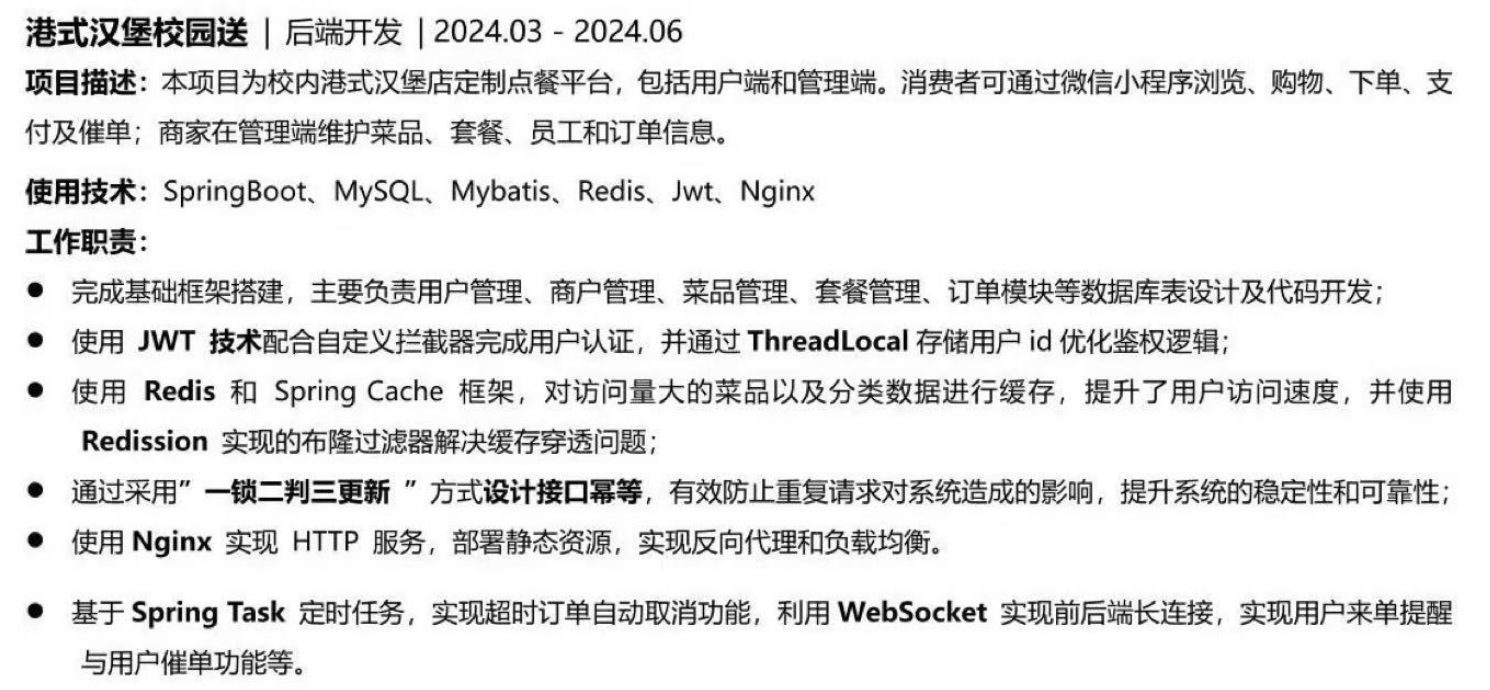 港式汉堡校园送 | 后端开发 | 2024.03 - 2024.06
项目描述：本项目为校内港式汉堡店定制点餐平台，包括用户端和管理端。消费者可通过微信小程序浏览、购物、下单、支
付及催单；商家在管理端维护菜品、套餐、员工和订单信息。
使用技术：SpringBoot、MySQL、Mybatis、Redis、Jwt、Nginx
工作职责：
● 完成基础框架搭建，主要负责用户管理、商户管理、菜品管理、套餐管理、订单模块等数据库表设计及代码开发；
● 使用 JWT 技术配合自定义拦截器完成用户认证，并通过 ThreadLocal 存储用户 id 优化鉴权逻辑；
● 使用 Redis 和 Spring Cache 框架，对访问量大的菜品以及分类数据进行缓存，提升了用户访问速度，并使用
Redission 实现的布隆过滤器解决缓存穿透问题；
● 通过采用”一锁二判三更新 ”方式设计接口幂等，有效防止重复请求对系统造成的影响，提升系统的稳定性和可靠性；
● 使用 Nginx 实现 HTTP 服务，部署静态资源，实现反向代理和负载均衡。
● 基于 Spring Task 定时任务，实现超时订单自动取消功能，利用 WebSocket 实现前后端长连接，实现用户来单提醒
与用户催单功能等。